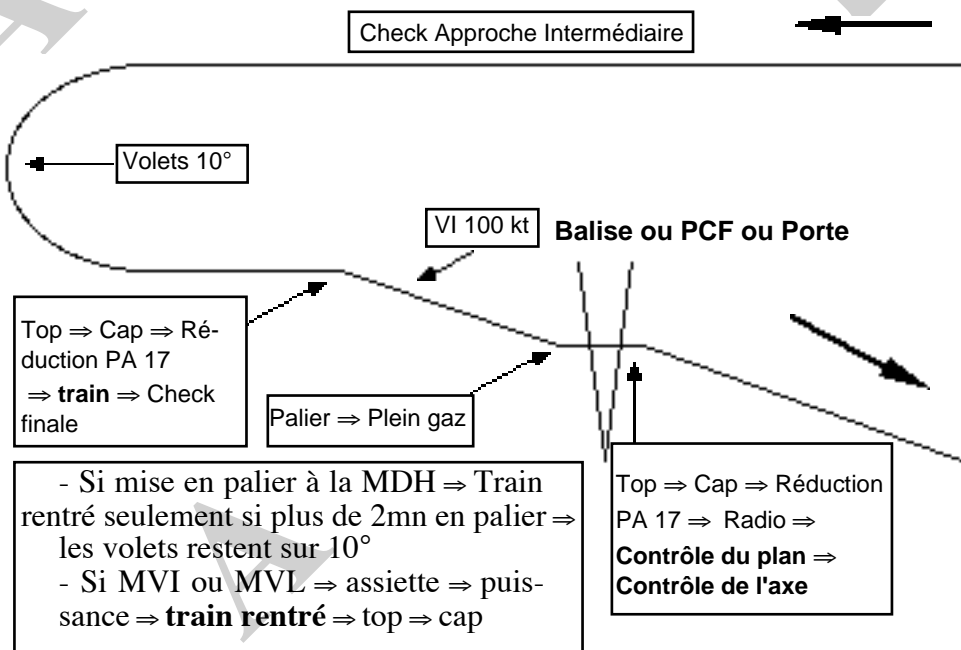 Check Approche Intermédiaire
Volets 10°
VI 100 kt
Balise ou PCF ou Porte
Top ⇒ Cap ⇒ Ré-
duction PA 17
⇒ train ⇒ Check
finale
Palier ⇒ Plein gaz
Top ⇒ Cap ⇒ Réduction
PA 17 ⇒ Radio ⇒
Contrôle du plan ⇒
Contrôle de l'axe
- Si mise en palier à la MDH ⇒ Train
rentré seulement si plus de 2mn en palier ⇒
les volets restent sur 10°
- Si MVI ou MVL ⇒ assiette ⇒ puis-
sance ⇒ train rentré ⇒ top ⇒ cap